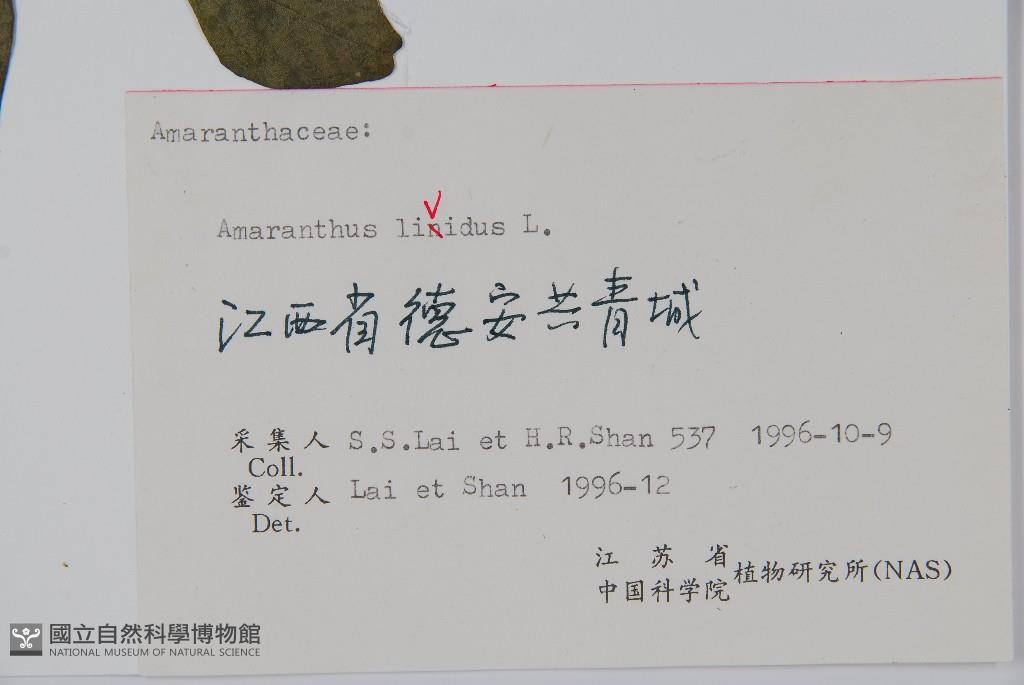 Amaranthaceae:
v
Amaranthus linidus L.
江西省德安共青城
采集人 S.S.Lai et H.R.Shan 537 1996-10-9
Coll.
鉴定人 Lai et Shan 1996-12
Det.
江苏省
中国科学院 植物研究所(NAS)
國立自然科學博物館
NATIONAL MUSEUM OF NATURAL SCIENCE